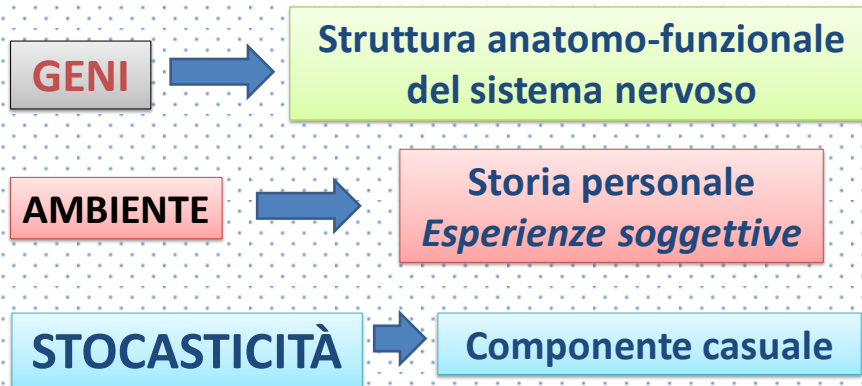 GENI
Struttura anatomo-funzionale
del sistema nervoso
AMBIENTE
Storia personale
Esperienze soggettive
STOCASTICITÀ
Componente casuale